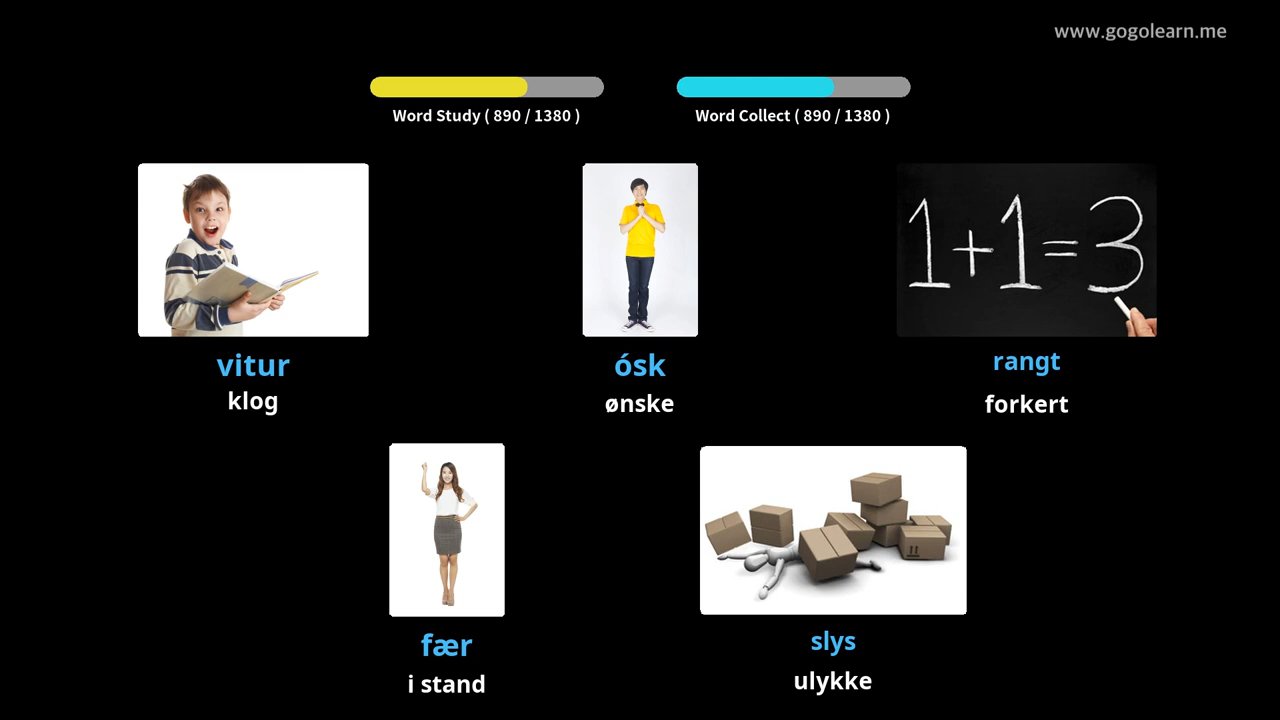 www.gogolearn.me
Word Study ( 890 / 1380 )
Word Collect ( 890 / 1380 )
1+1=3
vitur
klog
ósk
ønske
rangt
forkert
fær
i stand
slys
ulykke